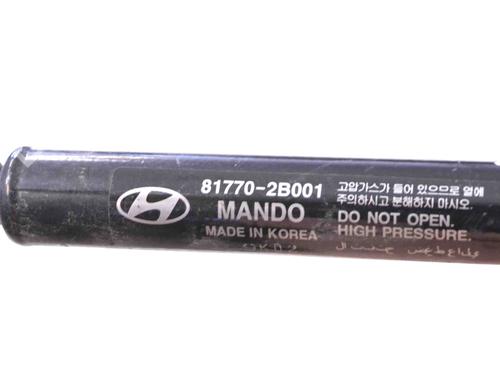 81770-2B001
MANDO
MADE IN KOREA
고압가스가 들어 있으므로 열에
주의하시고 분해하지 마시오.
DO NOT OPEN.
HIGH PRESSURE.